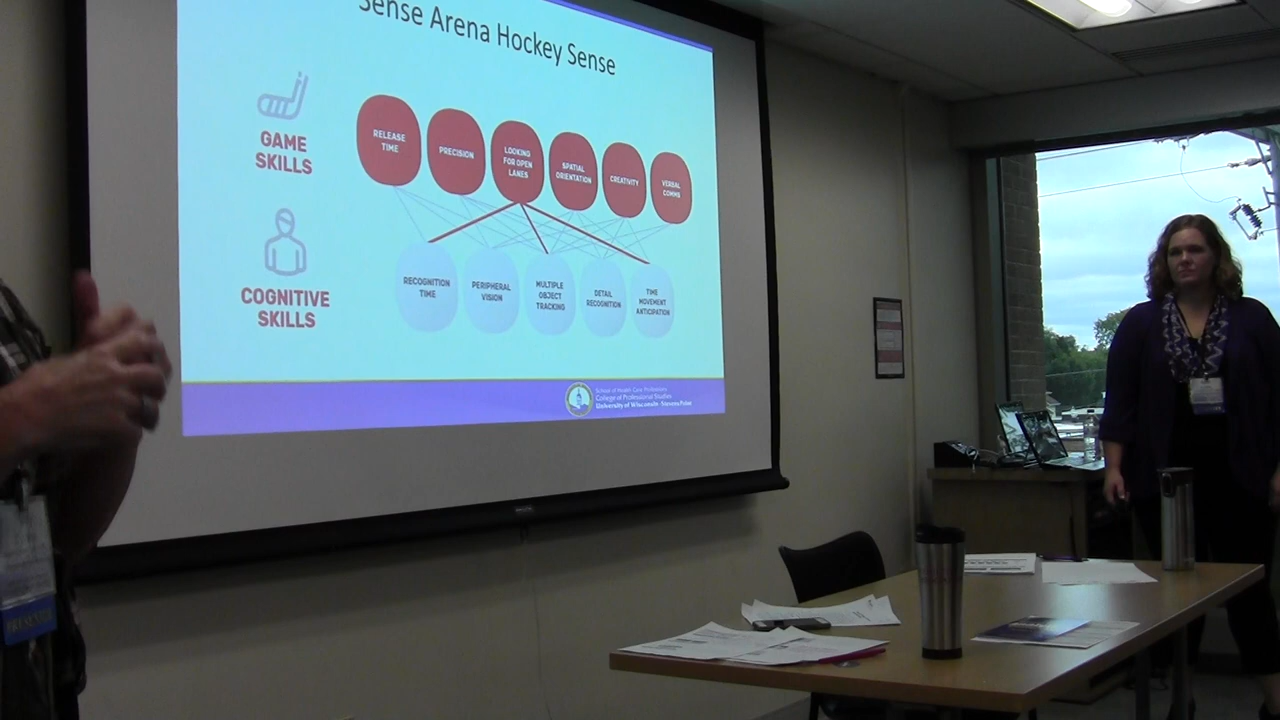 Sense Arena Hockey Sense
GAME
SKILLS
RELEASE
TIME
PRECISION
LOOKING
FOR OPEN
LANES
SPATIAL
ORIENTATION
CREATIVITY
VERBAL
COMMS
COGNITIVE
SKILLS
RECOGNITION
TIME
PERIPHERAL
VISION
MULTIPLE
OBJECT
TRACKING
DETAIL
RECOGNITION
TIME
MOVEMENT
ANTICIPATION
School of Health Care Professions
College of Professional Studies
University of Wisconsin - Stevens Point
PRESENTER